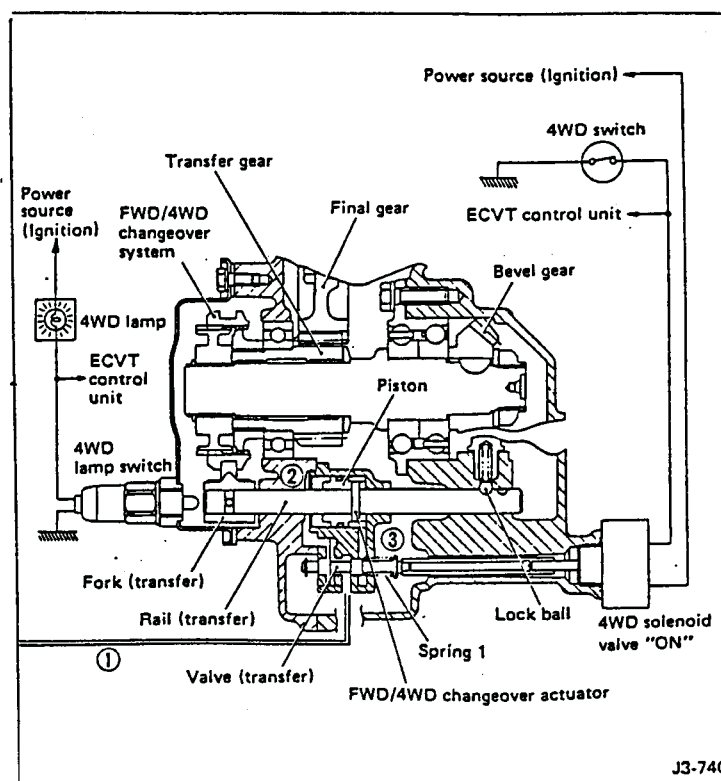 Power source (Ignition)
4WD switch
Transfer gear
Power
source
(Ignition)
FWD/4WD
changeover
system
Final gear
ECVT control unit
Bevel gear
4WD lamp
ECVT
control
unit
Piston
4WD
lamp switch
②
③
Fork (transfer)
Lock ball
Rail (transfer)
4WD solenoid
valve "ON"
Spring 1
①
Valve (transfer)
FWD/4WD changeover actuator
J3-740